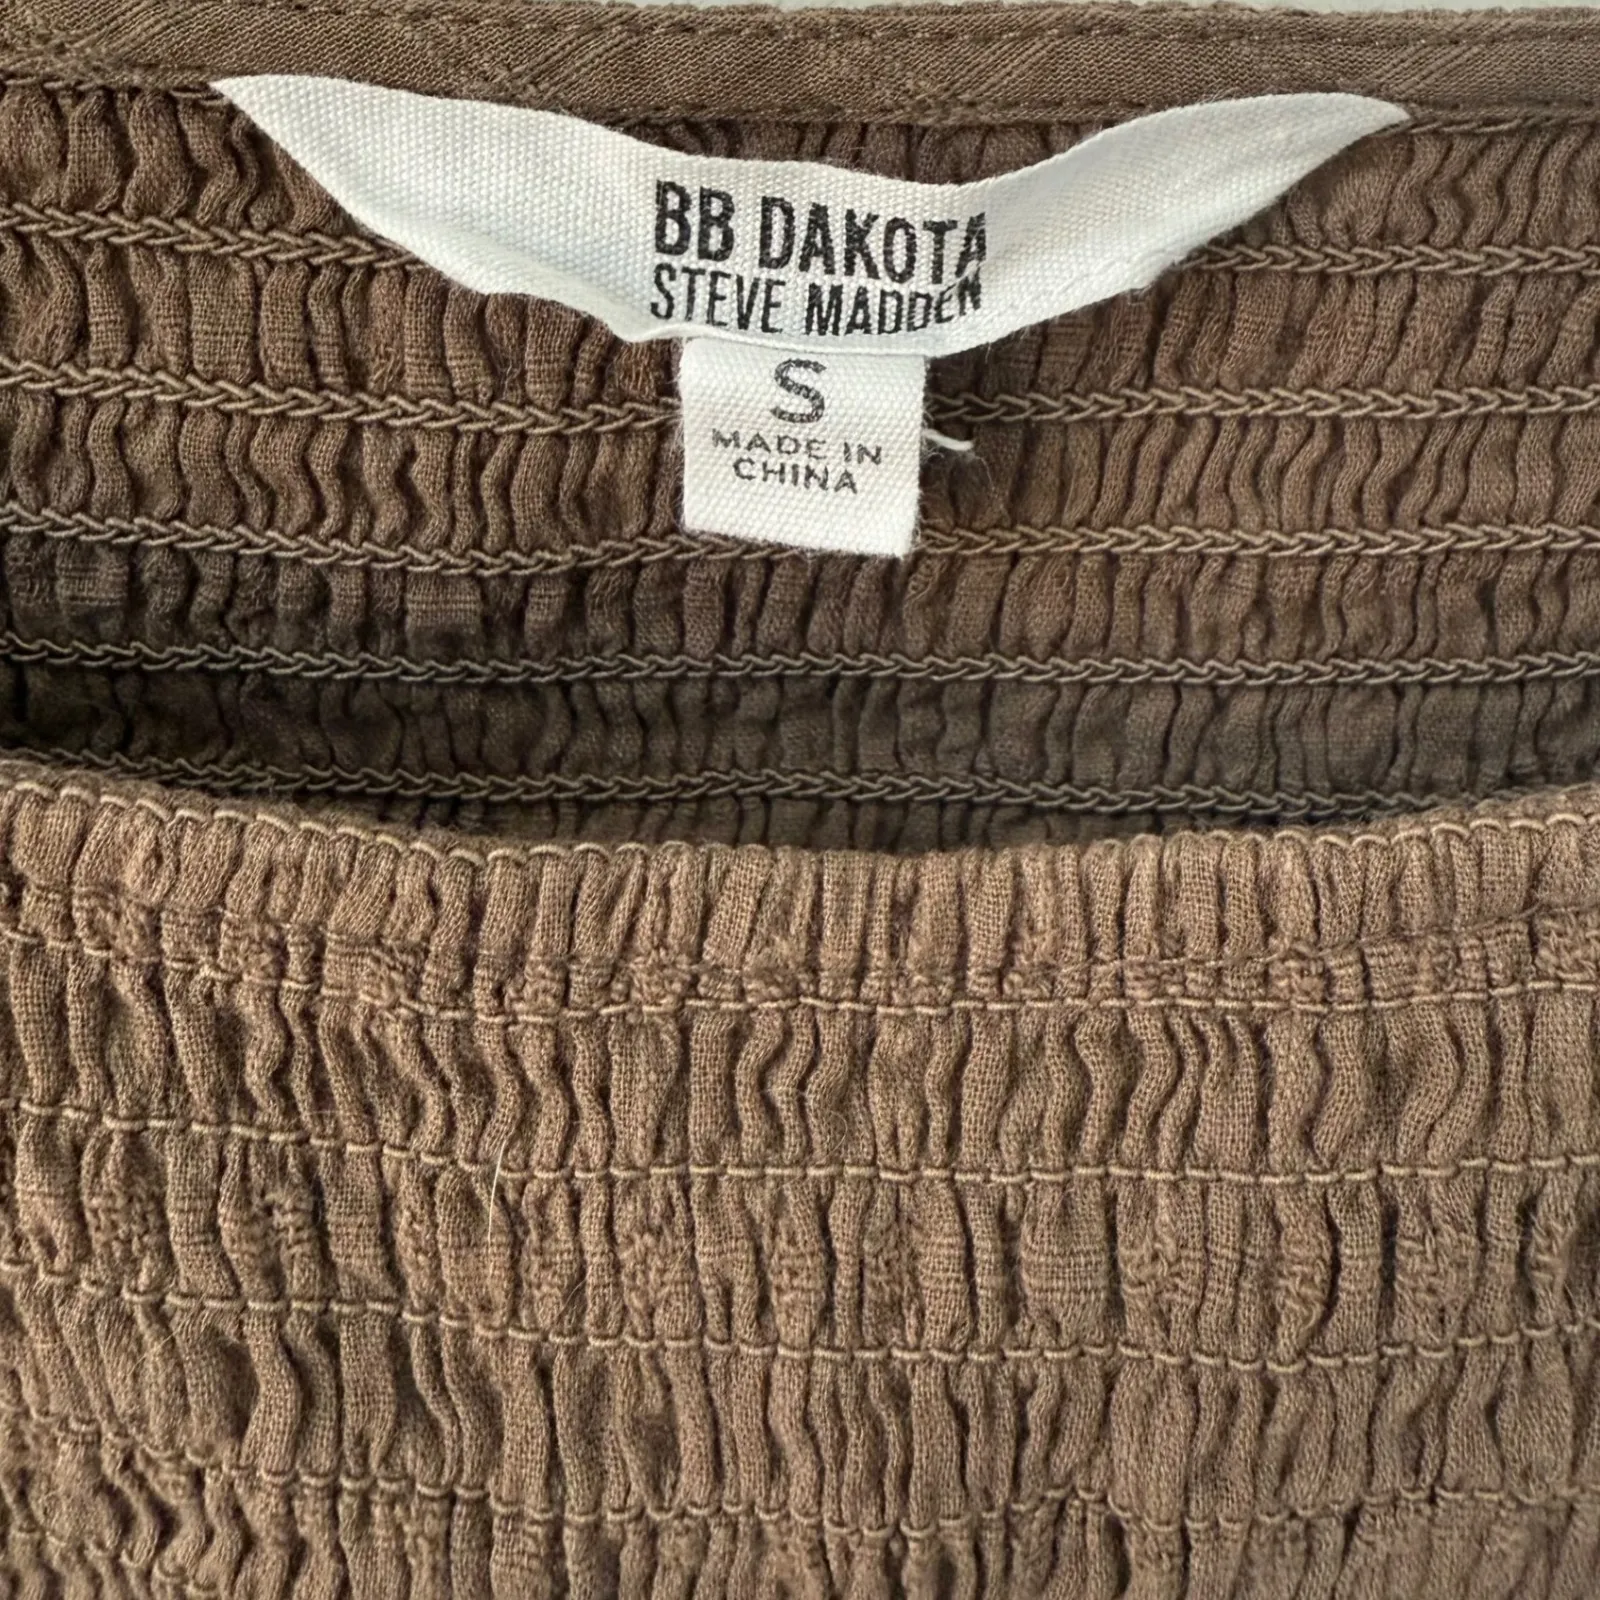 BB DAKOTA
STEVE MADDEN
S
MADE IN
CHINA